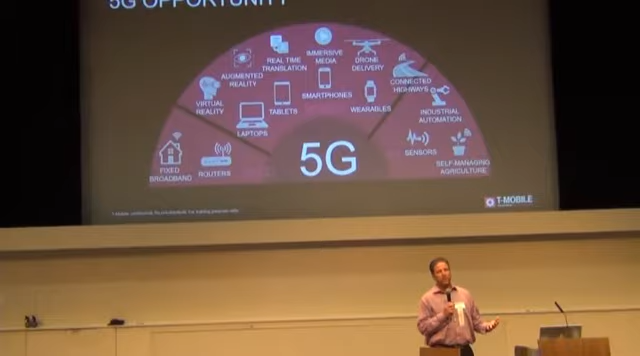 5G OPPORTUNITY
IMMERSIVE
MEDIA
REAL TIME
TRANSLATION
DRONE
DELIVERY
AUGMENTED
REALITY
CONNECTED
HIGHWAYS
VIRTUAL
REALITY
TABLETS
SMARTPHONES
WEARABLES
INDUSTRIAL
AUTOMATION
LAPTOPS
SENSORS
FIXED
BROADBAND
ROUTERS
5G
SELF-MANAGING
AGRICULTURE
T-MOBILE